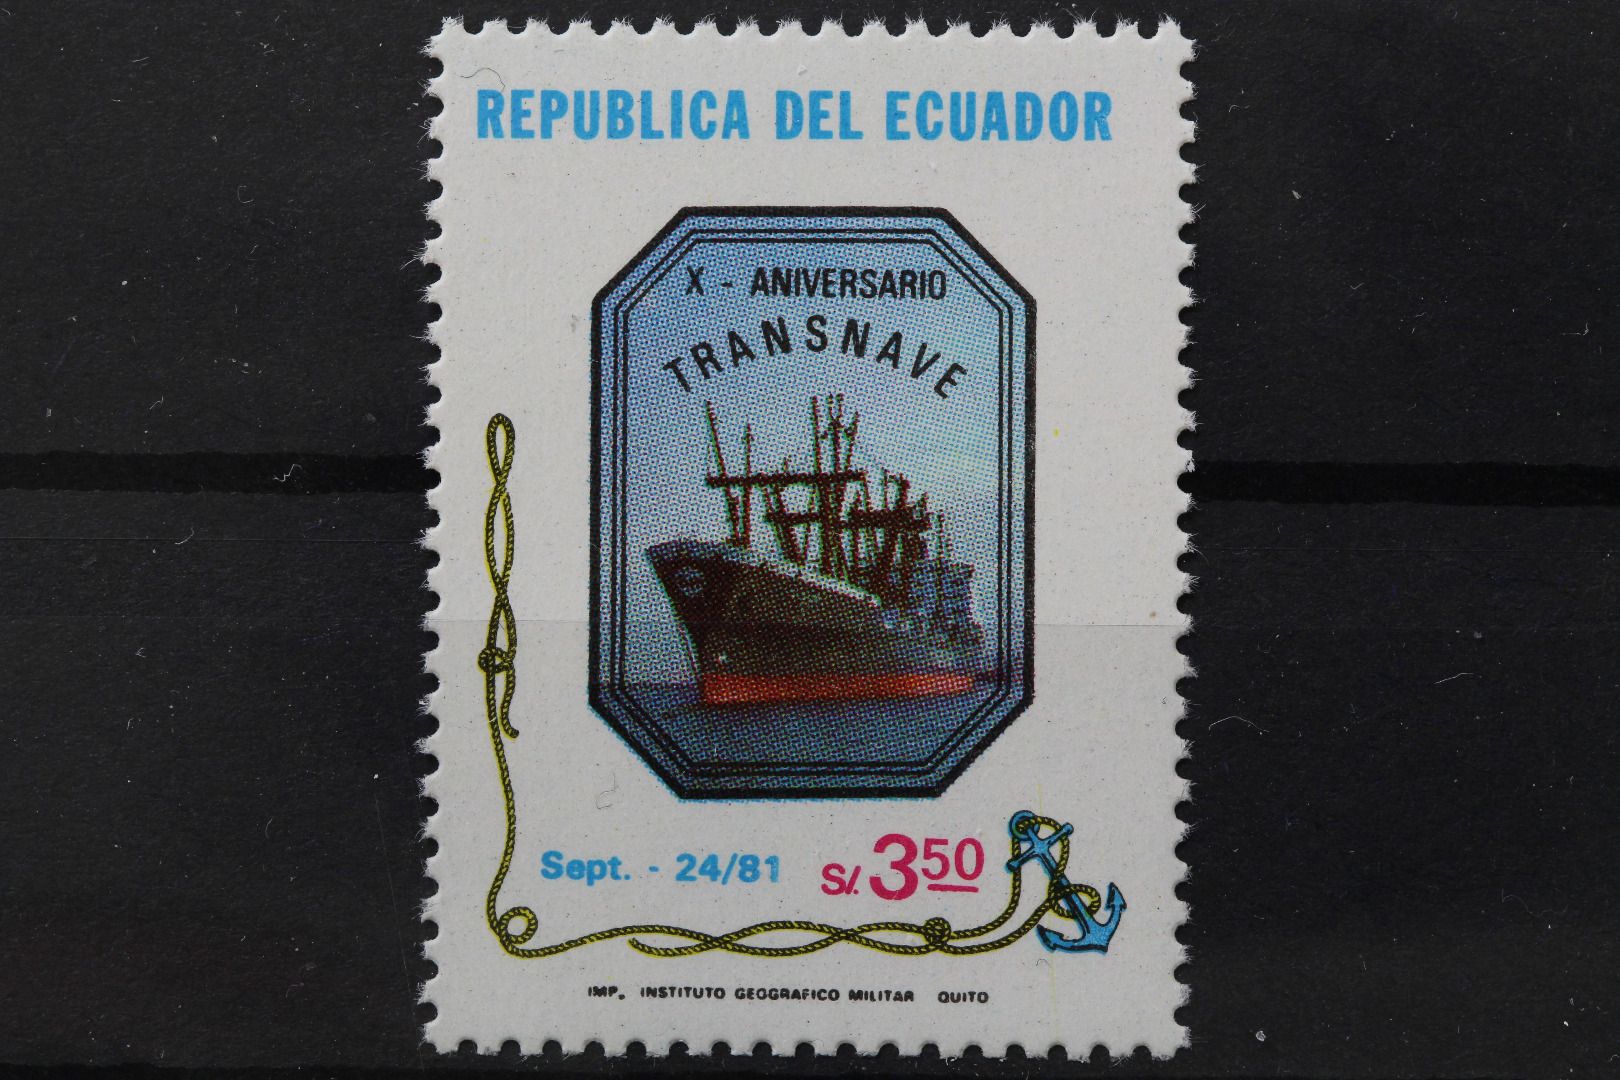 REPUBLICA DEL ECUADOR
X - ANIVERSARIO
TRANSNAVE
Sept. - 24/81 S/. 3 50
IMP. INSTITUTO GEOGRAFICO MILITAR QUITO